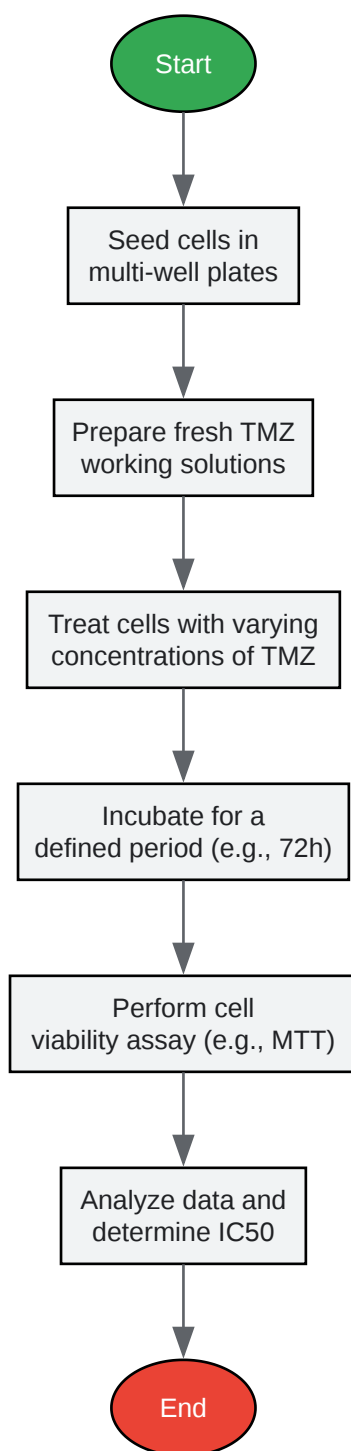 Start
Seed cells in
multi-well plates
Prepare fresh TMZ
working solutions
Treat cells with varying
concentrations of TMZ
Incubate for a
defined period (e.g., 72h)
Perform cell
viability assay (e.g., MTT)
Analyze data and
determine IC50
End